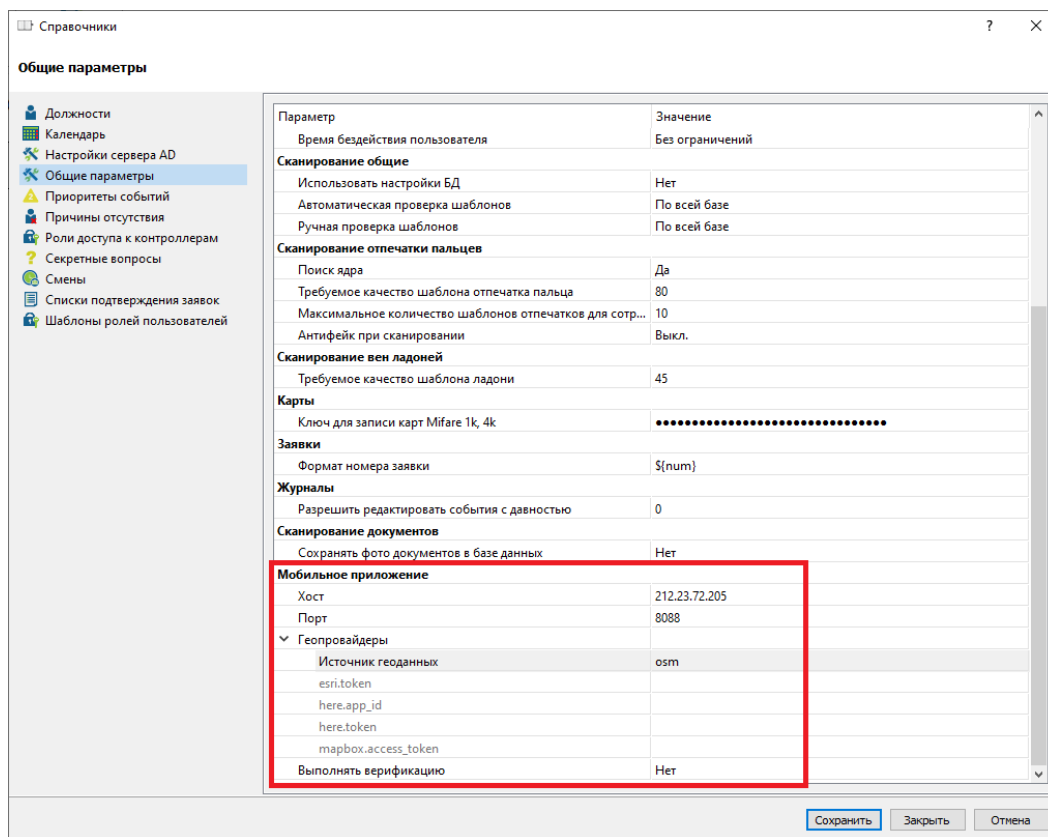 Справочники
?
Общие параметры
Должности
Календарь
Настройки сервера AD
Общие параметры
Приоритеты событий
Причины отсутствия
Роли доступа к контроллерам
Секретные вопросы
Смены
Списки подтверждения заявок
Шаблоны ролей пользователей
Параметр Значение
Время бездействия пользователя Без ограничений
Сканирование общие
Использовать настройки БД Нет
Автоматическая проверка шаблонов По всей базе
Ручная проверка шаблонов По всей базе
Сканирование отпечатки пальцев
Поиск ядра Да
Требуемое качество шаблона отпечатка пальца 80
Максимальное количество шаблонов отпечатков для сотр... 10
Антифейк при сканировании Выкл.
Сканирование вен ладоней
Требуемое качество шаблона ладони 45
Карты
Ключ для записи карт Mifare 1k, 4k ●●●●●●●●●●●●●●●●●●●●●●●●●●●●●●●●
Заявки
Формат номера заявки ${num}
Журналы
Разрешить редактировать события с давностью 0
Сканирование документов
Сохранять фото документов в базе данных Нет
Мобильное приложение
Хост 212.23.72.205
Порт 8088
Геопровайдеры
Источник геоданных osm
esri.token
here.app_id
here.token
mapbox.access_token
Выполнять верификацию Нет
Сохранить Закрыть Отмена